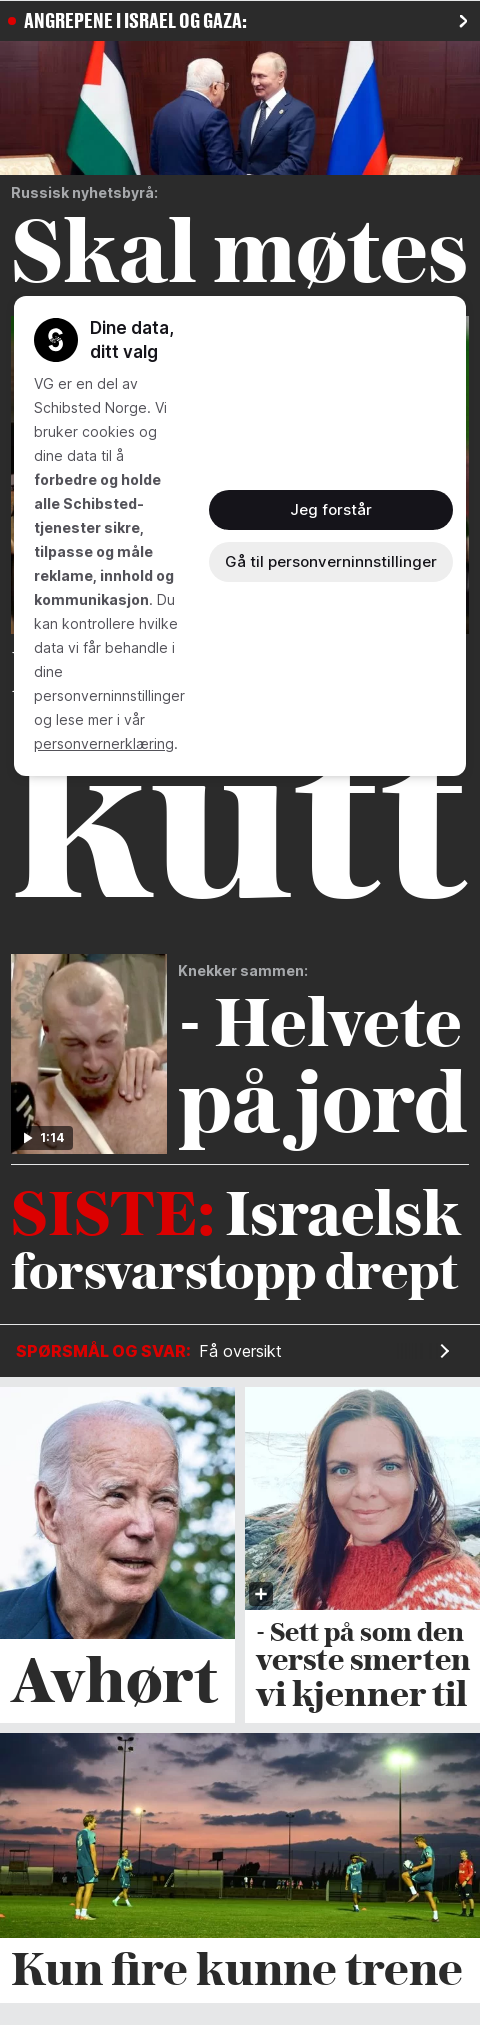 ANGREPENE I ISRAEL OG GAZA:
Russisk nyhetsbyrå:
Skal møtes
Dine data,
ditt valg
VG er en del av
Schibsted Norge. Vi
bruker cookies og
dine data til å
forbedre og holde
alle Schibsted-
tjenester sikre,
tilpasse og måle
reklame, innhold og
kommunikasjon. Du
kan kontrollere hvilke
data vi får behandle i
dine
personverninnstillinger
og lese mer i vår
personvernerklæring.
Jeg forstår
Gå til personverninnstillinger
kutt
1:14
Knekker sammen:
- Helvete
på jord
SISTE: Israelsk
forsvarstopp drept
SPØRSMÅL OG SVAR: Få oversikt
Avhørt
- Sett på som den
verste smerten
vi kjenner til
Kun fire kunne trene